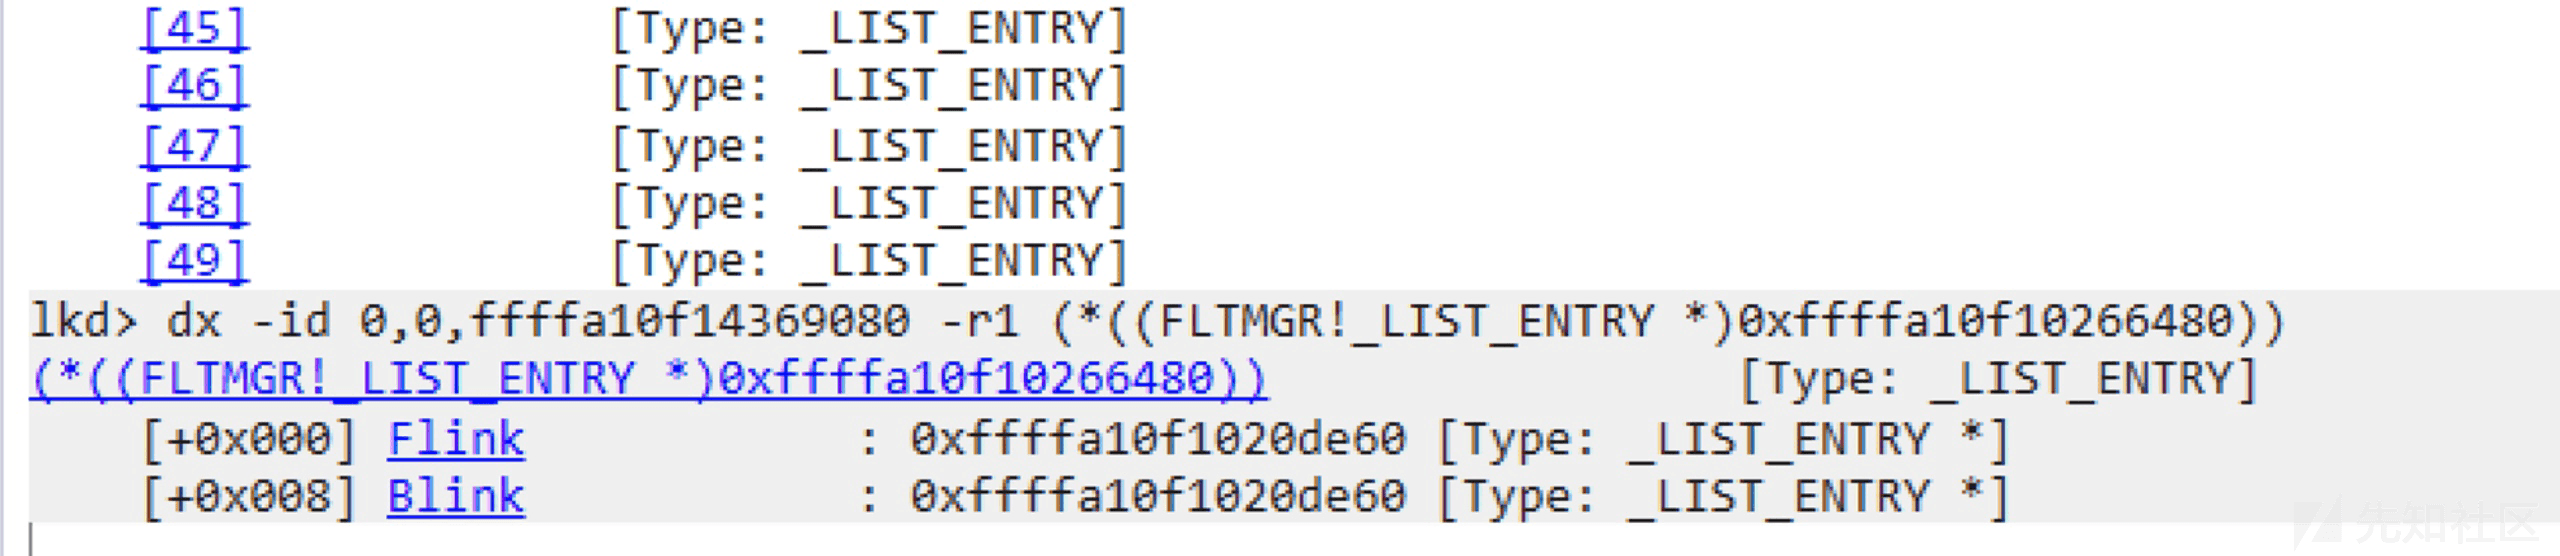 [45] [Type: _LIST_ENTRY]
[46] [Type: _LIST_ENTRY]
[47] [Type: _LIST_ENTRY]
[48] [Type: _LIST_ENTRY]
[49] [Type: _LIST_ENTRY]
lkd> dx -id 0,0,ffffa10f14369080 -r1 (*((FLTMGR!_LIST_ENTRY *)0xffffa10f10266480))
(*((FLTMGR!_LIST_ENTRY *)0xffffa10f10266480)) [Type: _LIST_ENTRY]
[+0x000] Flink : 0xffffa10f1020de60 [Type: _LIST_ENTRY *]
[+0x008] Blink : 0xffffa10f1020de60 [Type: _LIST_ENTRY *]
先知社区